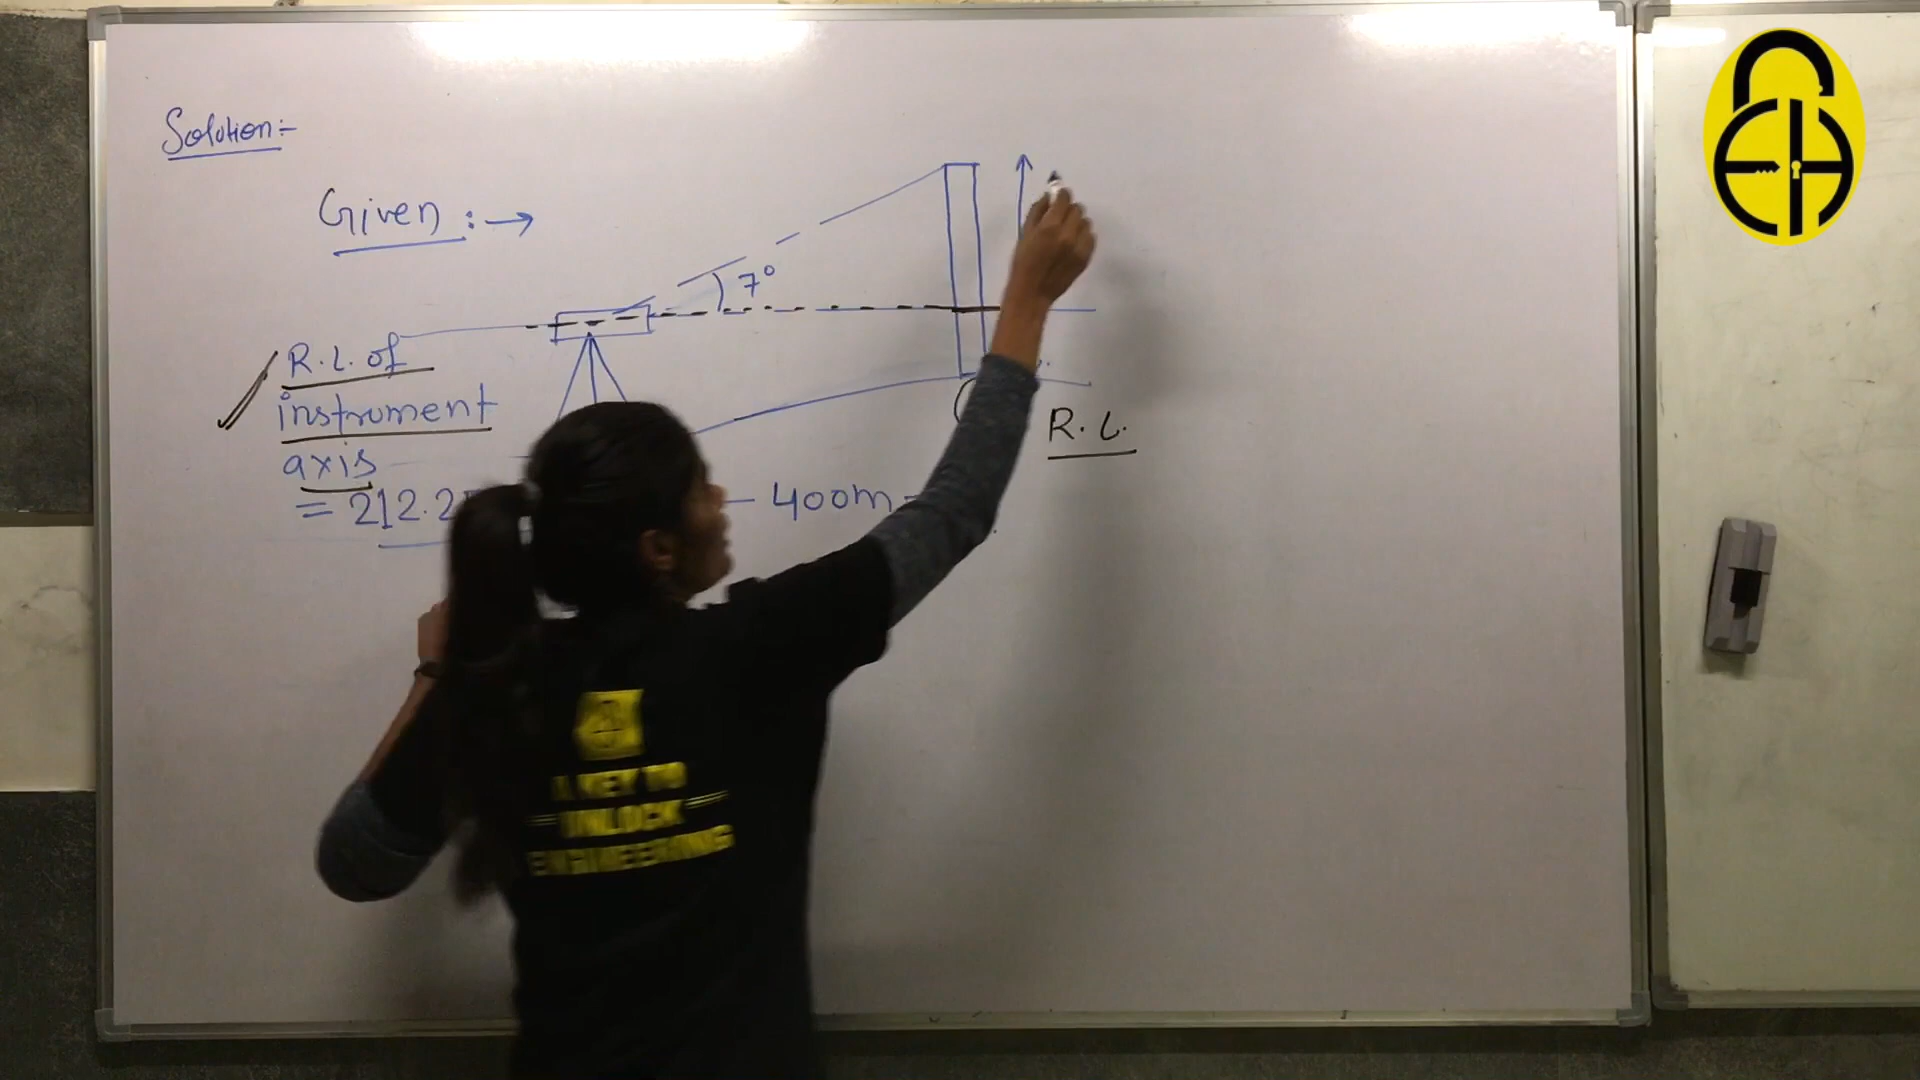 Solution:-
Given :→
7°
R.L. of
instrument
axis
= 212.2
400m
R.L.
A KEY TO
UNLOCK
ENGINEERING